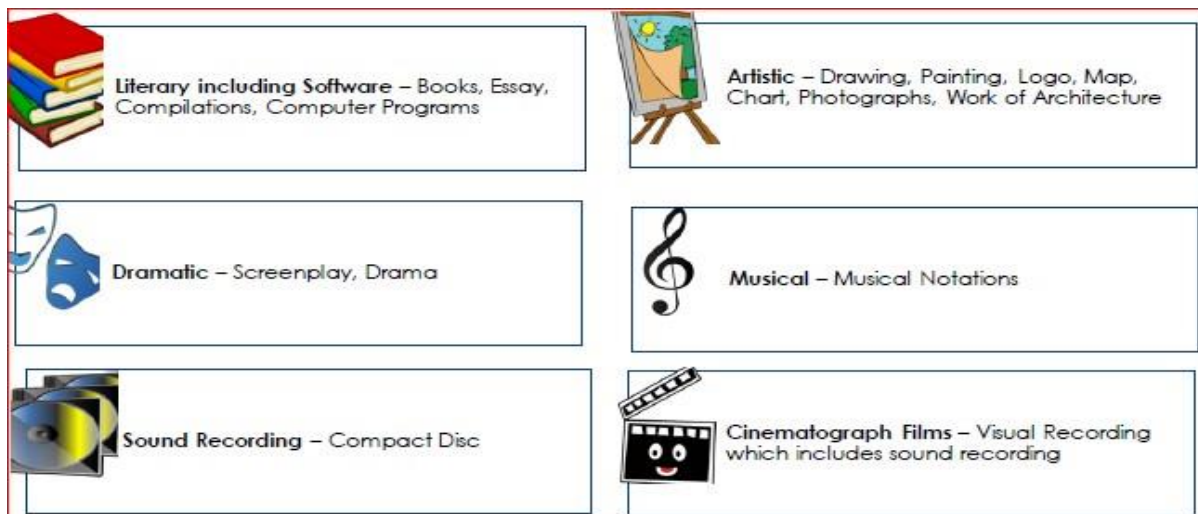 Literary including Software – Books, Essay,
Compilations, Computer Programs
Artistic – Drawing, Painting, Logo, Map,
Chart, Photographs, Work of Architecture
Dramatic – Screenplay, Drama
Musical – Musical Notations
Sound Recording – Compact Disc
Cinematograph Films – Visual Recording
which includes sound recording